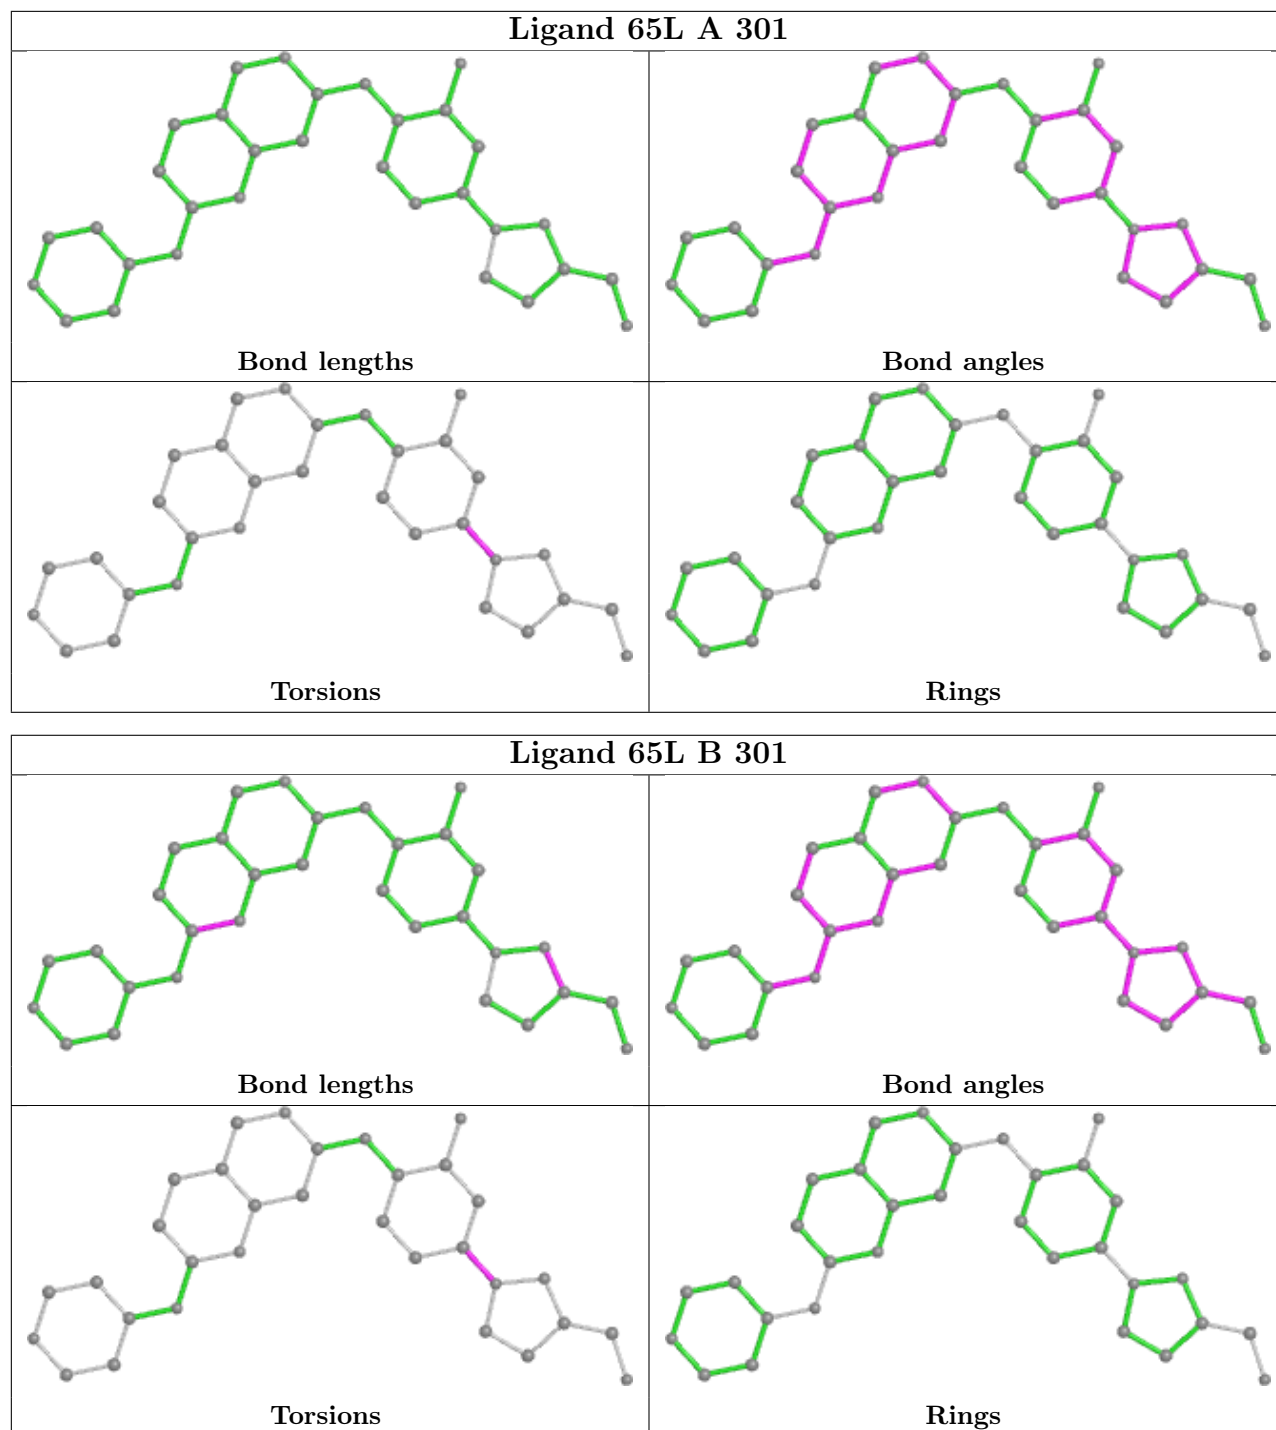 Ligand 65L A 301
Bond lengths
Bond angles
Torsions
Rings
Ligand 65L B 301
Bond lengths
Bond angles
Torsions
Rings